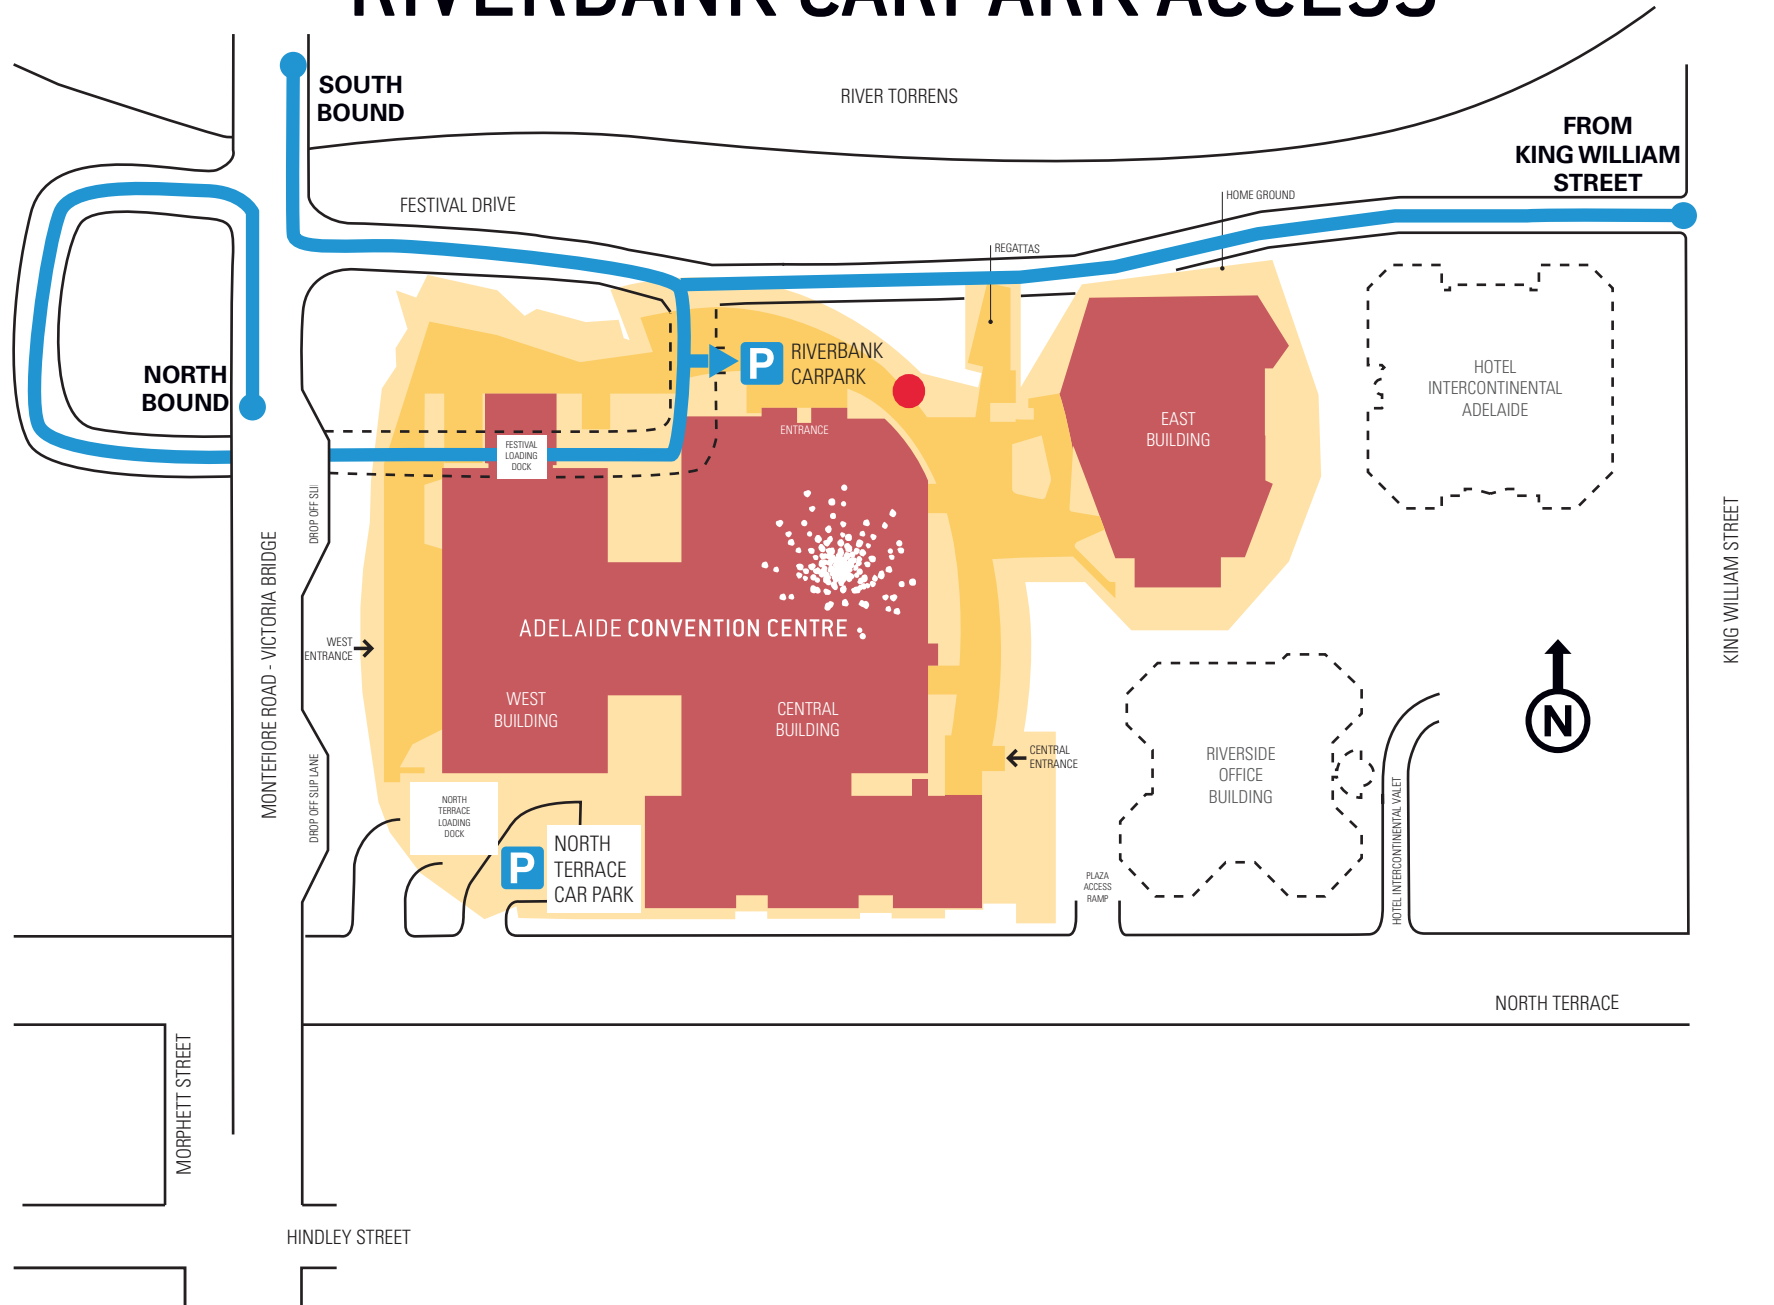 RIVERBANK CARPARK ACCESS
SOUTH
BOUND
RIVER TORRENS
FROM
KING WILLIAM
STREET
FESTIVAL DRIVE
HOME GROUND
REGATTAS
NORTH
BOUND
P
RIVERBANK
CARPARK
HOTEL
INTERCONTINENTAL
ADELAIDE
ENTRANCE
EAST
BUILDING
FESTIVAL
LOADING
DOCK
DROP OFF SLI
MONTEFIORE ROAD - VICTORIA BRIDGE
KING WILLIAM STREET
ADELAIDE CONVENTION CENTRE
WEST
ENTRANCE
WEST
BUILDING
CENTRAL
BUILDING
N
CENTRAL
ENTRANCE
RIVERSIDE
OFFICE
BUILDING
DROP OFF SLIP LANE
NORTH
TERRACE
LOADING
DOCK
HOTEL INTERCONTINENTAL VALET
P
NORTH
TERRACE
CAR PARK
PLAZA
ACCESS
RAMP
NORTH TERRACE
MORPHETT STREET
HINDLEY STREET